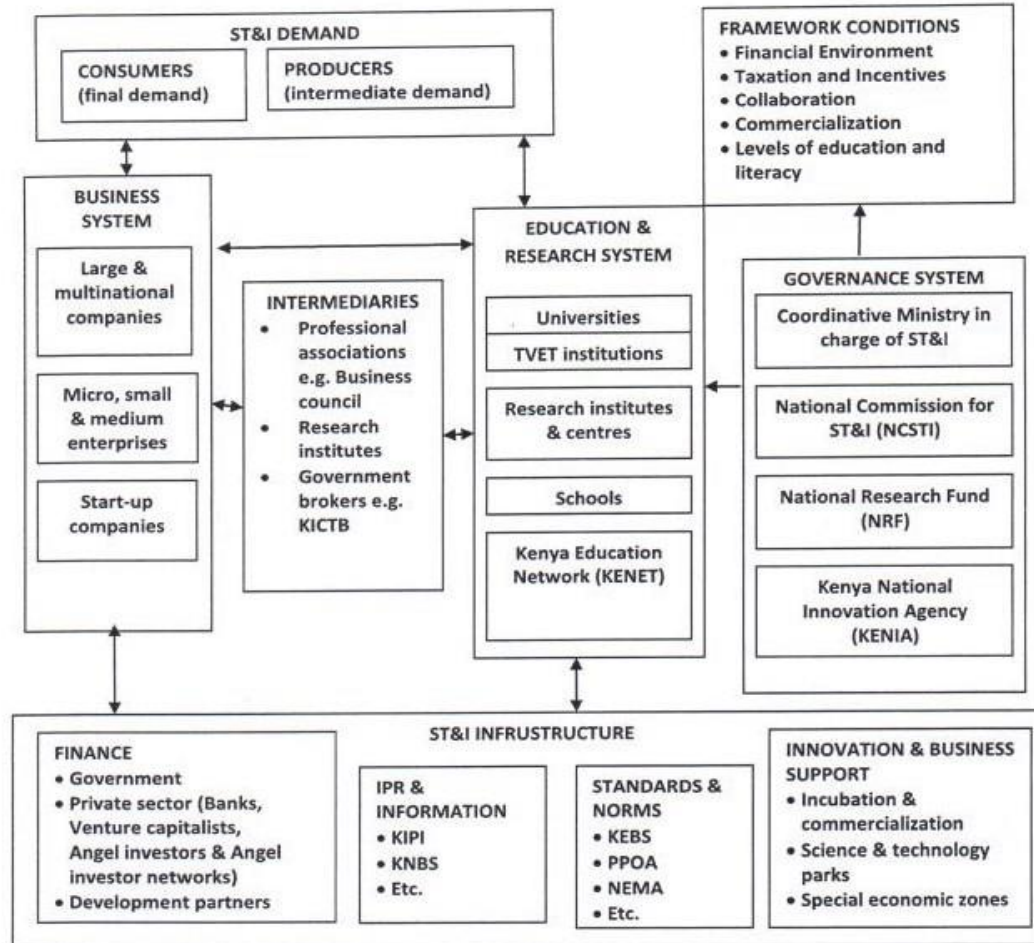 ST&I DEMAND
CONSUMERS
(final demand)
PRODUCERS
(intermediate demand)
FRAMEWORK CONDITIONS
• Financial Environment
• Taxation and Incentives
• Collaboration
• Commercialization
• Levels of education and
literacy
BUSINESS
SYSTEM
Large &
multinational
companies
Micro, small
& medium
enterprises
Start-up
companies
INTERMEDIARIES
• Professional
associations
e.g. Business
council
• Research
institutes
• Government
brokers e.g.
KICTB
EDUCATION &
RESEARCH SYSTEM
Universities
TVET institutions
Research institutes
& centres
Schools
Kenya Education
Network (KENET)
GOVERNANCE SYSTEM
Coordinative Ministry in
charge of ST&I
National Commission for
ST&I (NCSTI)
National Research Fund
(NRF)
Kenya National
Innovation Agency
(KENIA)
ST&I INFRUSTRUCTURE
FINANCE
• Government
• Private sector (Banks,
Venture capitalists,
Angel investors & Angel
investor networks)
• Development partners
IPR &
INFORMATION
• KIPI
• KNBS
• Etc.
STANDARDS &
NORMS
• KEBS
• PPOA
• NEMA
• Etc.
INNOVATION & BUSINESS
SUPPORT
• Incubation &
commercialization
• Science & technology
parks
• Special economic zones